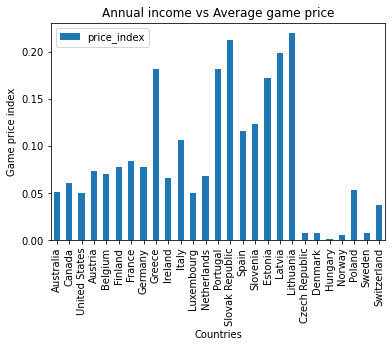 Annual income vs Average game price
price_index
Game price index
0.20
0.15
0.10
0.05
0.00
Australia
Canada
United States
Austria
Belgium
Finland
France
Germany
Greece
Ireland
Italy
Luxembourg
Netherlands
Portugal
Slovak Republic
Spain
Slovenia
Estonia
Latvia
Lithuania
Czech Republic
Denmark
Hungary
Norway
Poland
Sweden
Switzerland
Countries